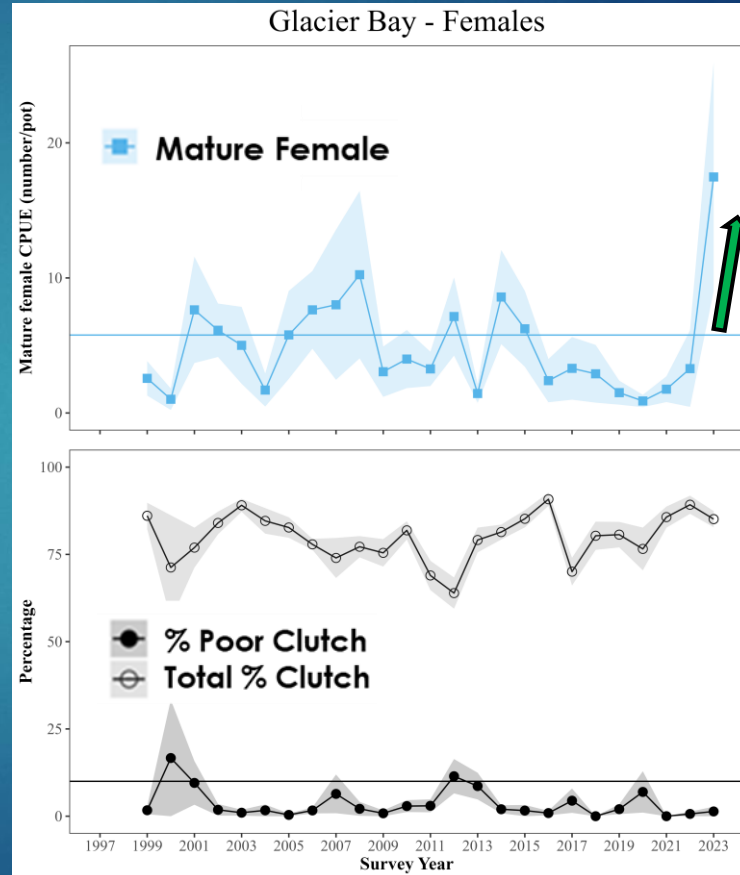 Glacier Bay - Females
Mature female CPUE (number/pot)
20
10
0
Mature Female
Percentage
100
75
50
25
0
% Poor Clutch
Total % Clutch
1997 1999 2001 2003 2005 2007 2009 2011 2013 2015 2017 2019 2021 2023
Survey Year